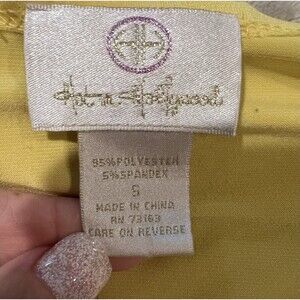 Hot in Hollywood
95% POLYESTER
5% SPANDEX
S
MADE IN CHINA
RN 73163
CARE ON REVERSE